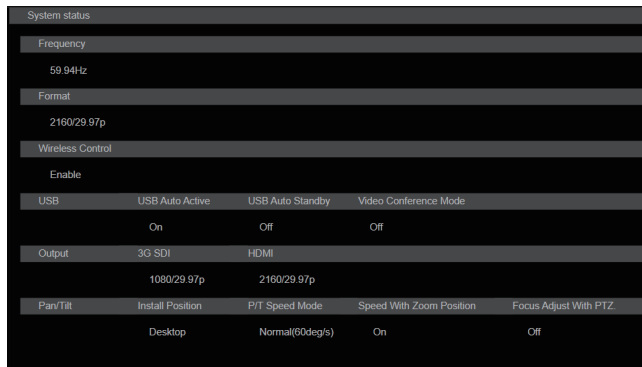 System status
Frequency
59.94Hz
Format
2160/29.97p
Wireless Control
Enable
USB USB Auto Active USB Auto Standby Video Conference Mode
On Off Off
Output 3G SDI HDMI
1080/29.97p 2160/29.97p
Pan/Tilt Install Position P/T Speed Mode Speed With Zoom Position Focus Adjust With PTZ.
Desktop Normal(60deg/s) On Off